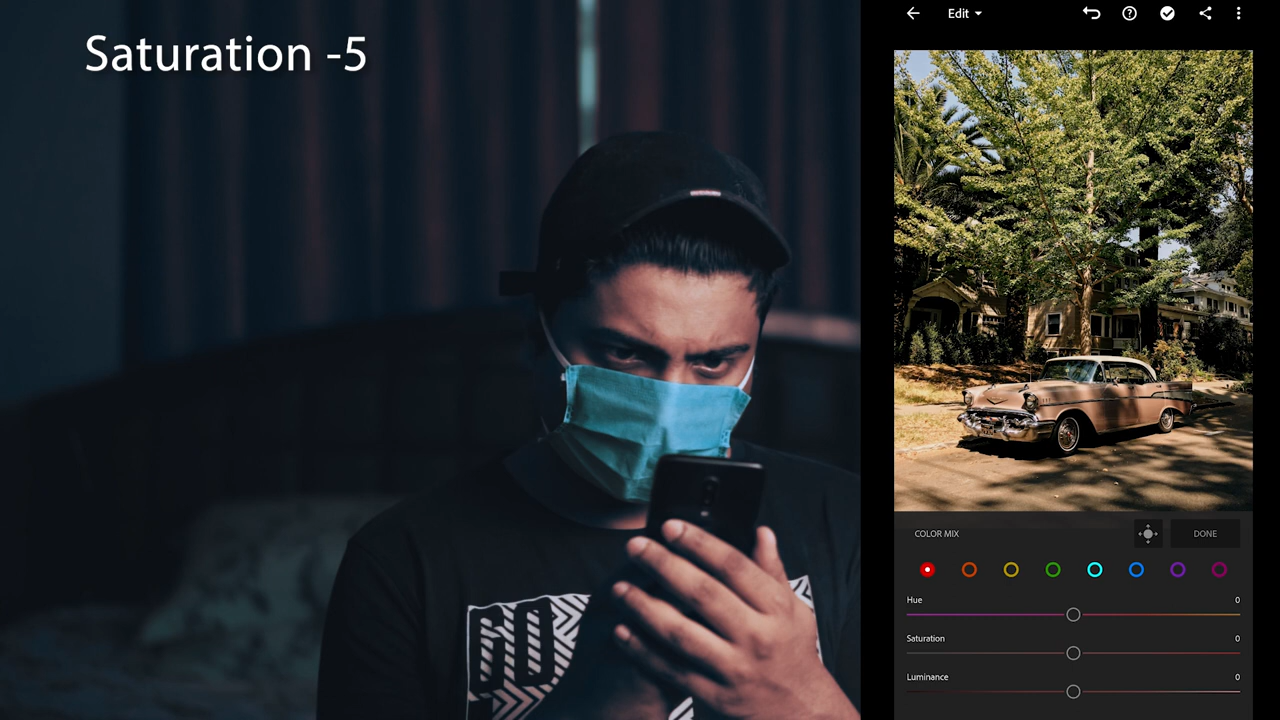 Saturation -5
Edit
COLOR MIX
DONE
Hue 0
Saturation 0
Luminance 0